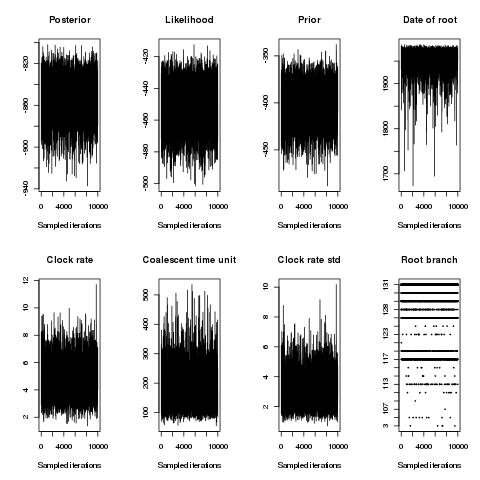 Posterior Likelihood Prior Date of root
-820 -420 -350 1900
-860 -440 -400 1800
-900 -460 -450 1700
-940 -480
-500
0 4000 10000 0 4000 10000 0 4000 10000 0 4000 10000
Sampled iterations Sampled iterations Sampled iterations Sampled iterations
Clock rate Coalescent time unit Clock rate std Root branch
12 500 10 131
10 400 8 128
8 300 6 123
6 200 4 117
4 100 2 113
2 107
3
0 4000 10000 0 4000 10000 0 4000 10000 0 4000 10000
Sampled iterations Sampled iterations Sampled iterations Sampled iterations